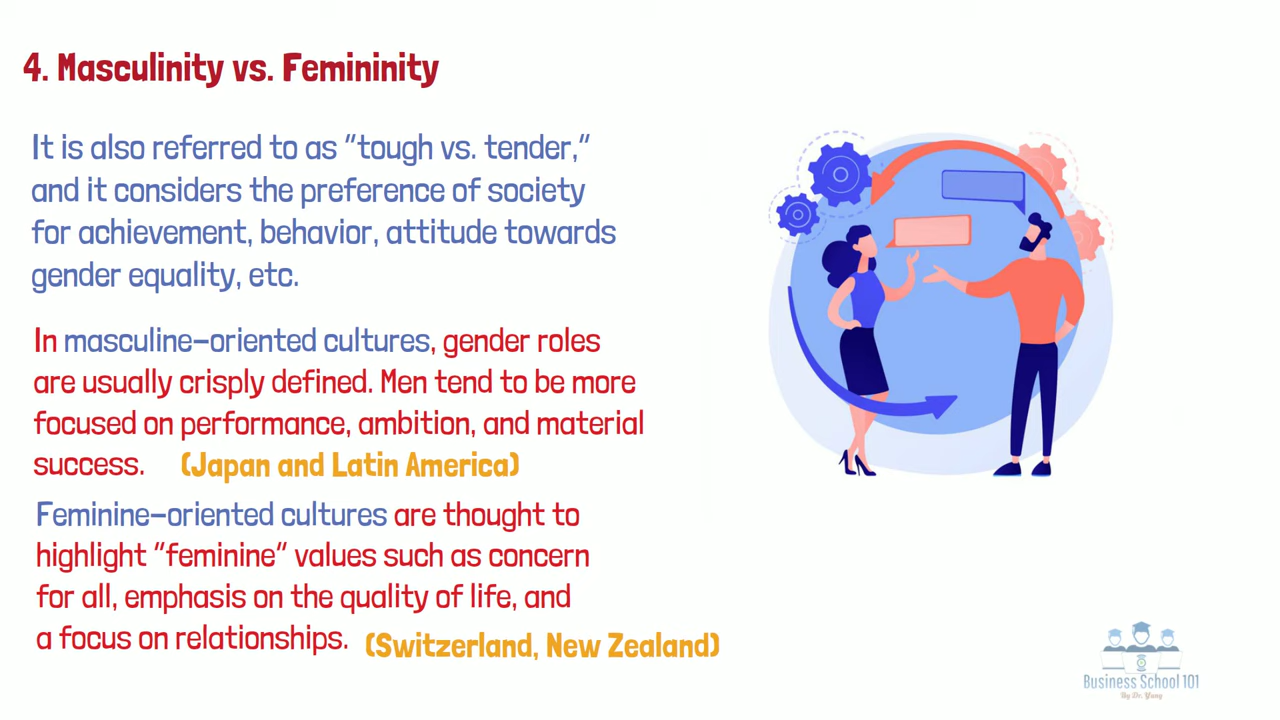 4. Masculinity vs. Femininity
It is also referred to as "tough vs. tender,"
and it considers the preference of society
for achievement, behavior, attitude towards
gender equality, etc.
In masculine-oriented cultures, gender roles
are usually crisply defined. Men tend to be more
focused on performance, ambition, and material
success. (Japan and Latin America)
Feminine-oriented cultures are thought to
highlight "feminine" values such as concern
for all, emphasis on the quality of life, and
a focus on relationships. (Switzerland, New Zealand)
Business School 101
By Dr. Yang